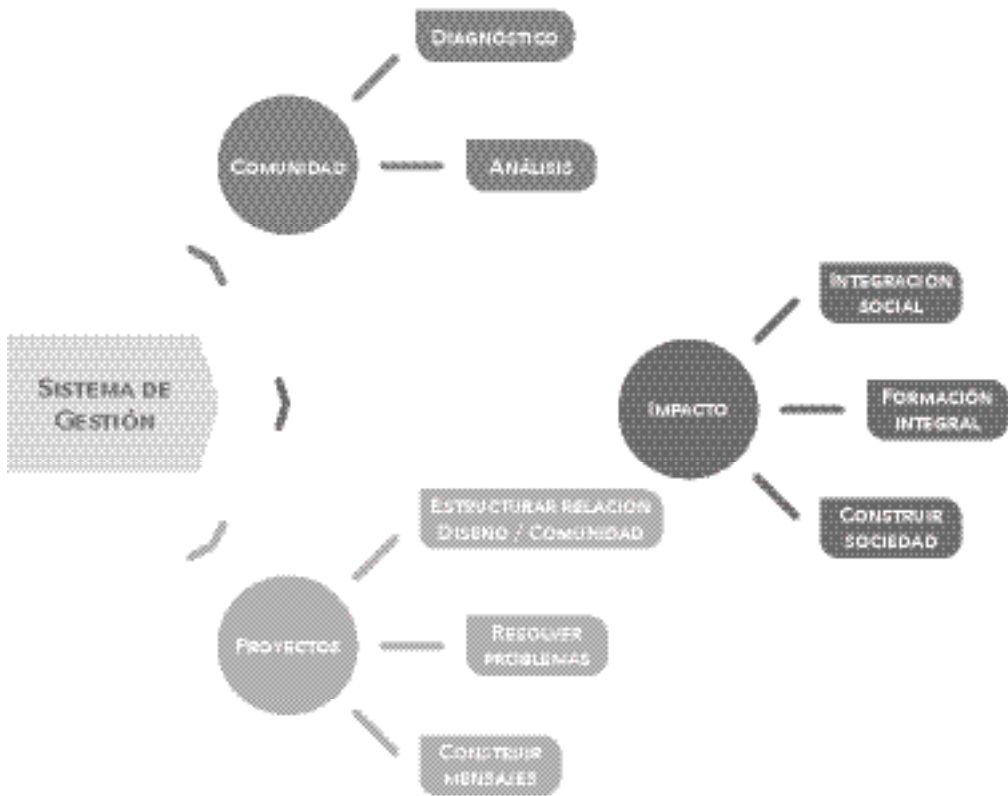 DIAGNÓSTICO
COMUNIDAD
ANÁLISIS
SISTEMA DE
GESTIÓN
IMPACTO
INTEGRACIÓN
SOCIAL
FORMACIÓN
INTEGRAL
CONSTRUIR
SOCIEDAD
PROYECTOS
ESTRUCTURAR RELACIÓN
DISEÑO / COMUNIDAD
RESOLVER
PROBLEMAS
CONSTRUIR
MENSAJES